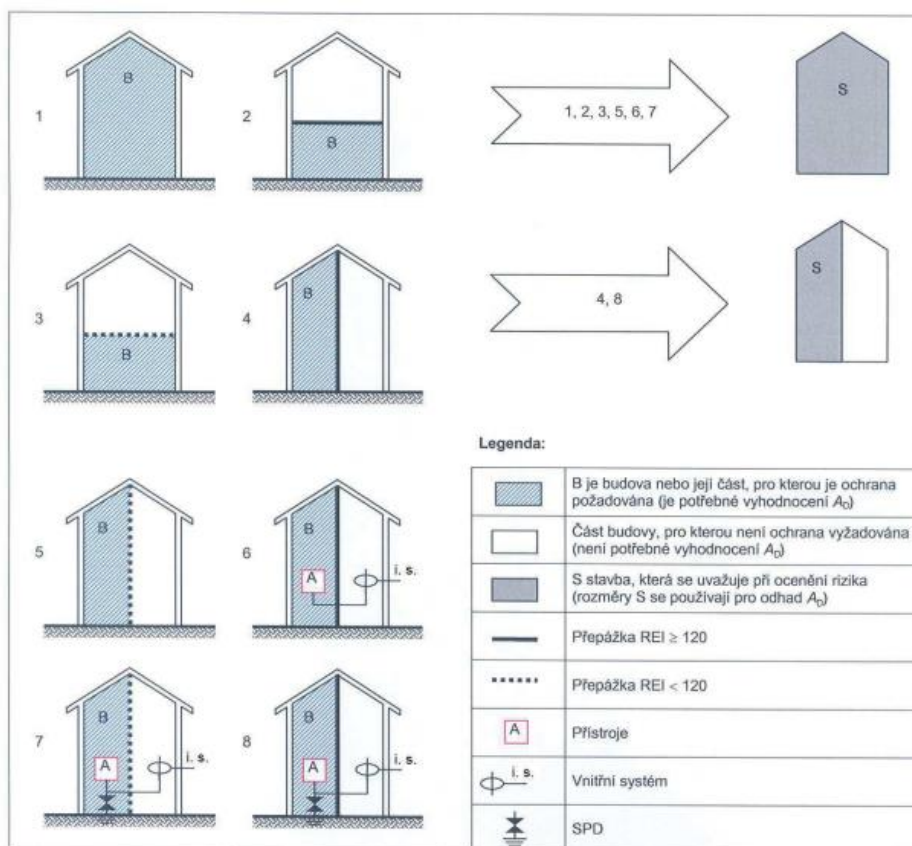 B
1
2
B
1, 2, 3, 5, 6, 7
S
3
B
4
B
4, 8
S
Legenda:
B je budova nebo její část, pro kterou je ochrana
požadována (je potřebné vyhodnocení AD)
Část budovy, pro kterou není ochrana vyžadována
(není potřebné vyhodnocení AD)
S stavba, která se uvažuje při ocenění rizika
(rozměry S se používají pro odhad AD)
Přepážka REI ≥ 120
Přepážka REI < 120
A
Přístroje
i. s.
Vnitřní systém
SPD
5
B
6
B
A
i. s.
7
B
A
i. s.
8
B
A
i. s.